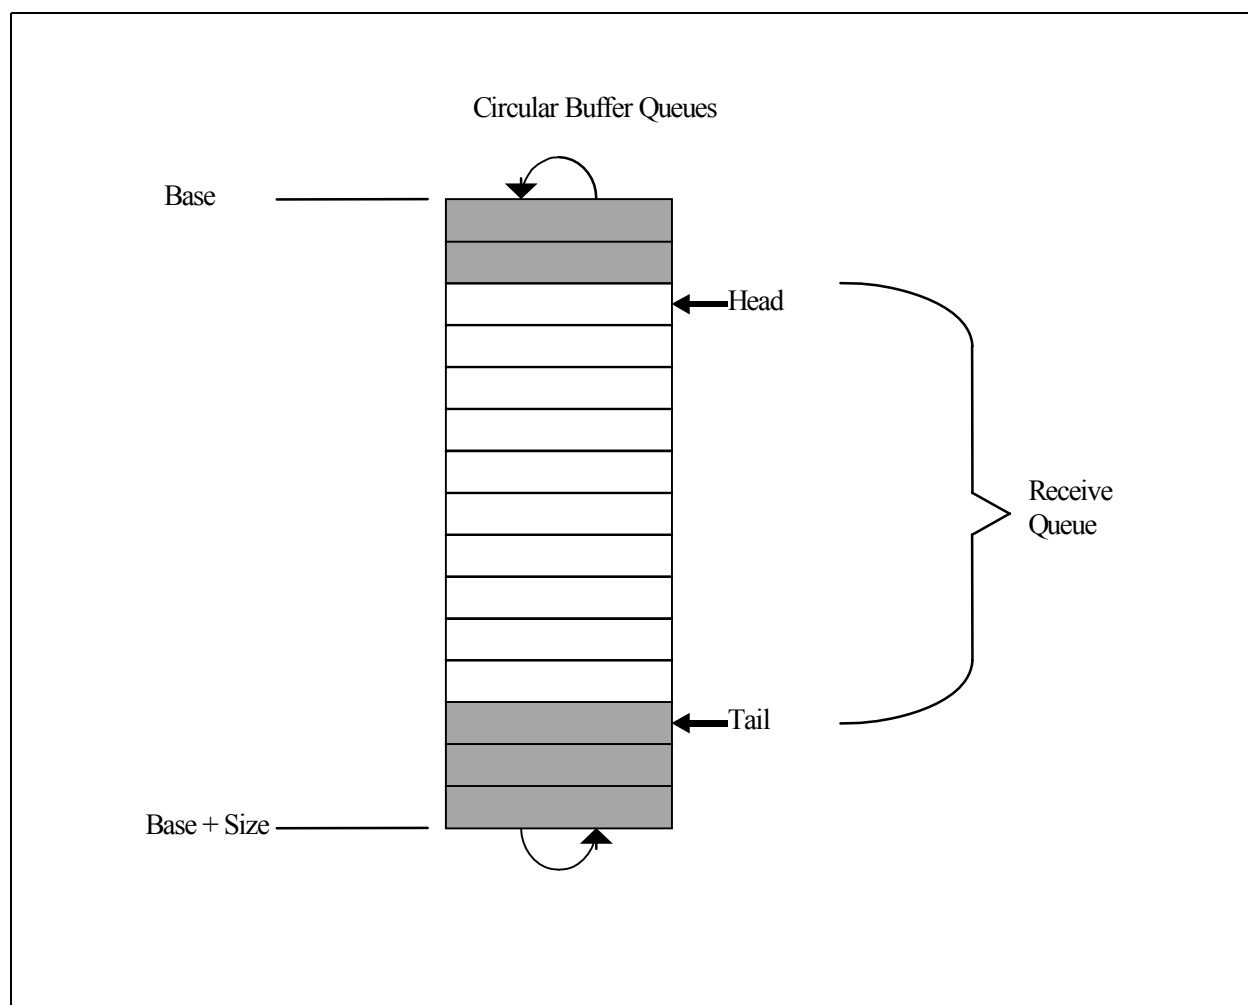 Circular Buffer Queues
Base
Head
Receive
Queue
Tail
Base + Size